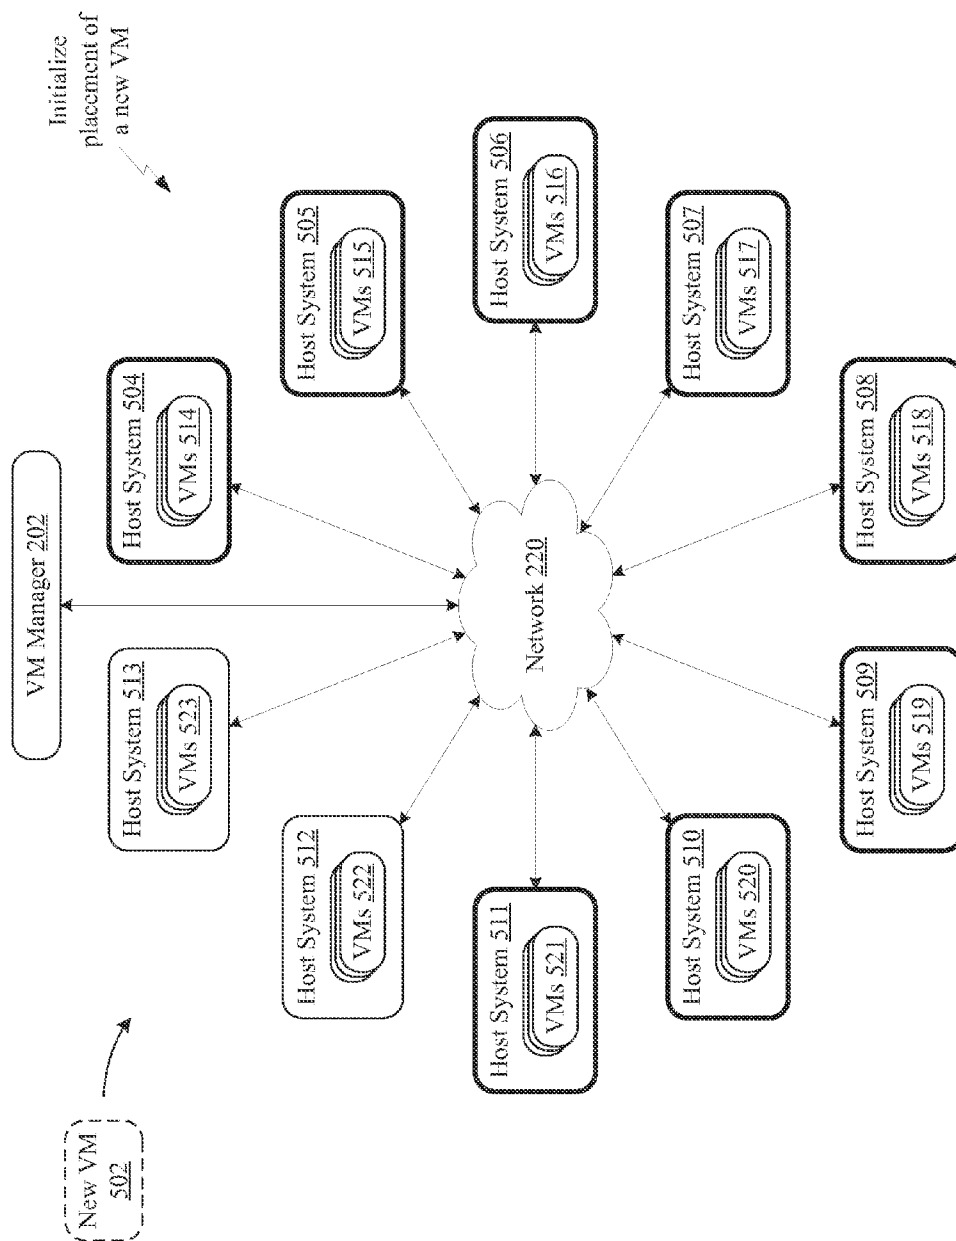 New VM
502
VM Manager 202
Initialize
placement of
a new VM
Host System 513
VMs 523
Host System 504
VMs 514
Host System 512
VMs 522
Host System 505
VMs 515
Host System 511
VMs 521
Network 220
Host System 506
VMs 516
Host System 510
VMs 520
Host System 507
VMs 517
Host System 509
VMs 519
Host System 508
VMs 518